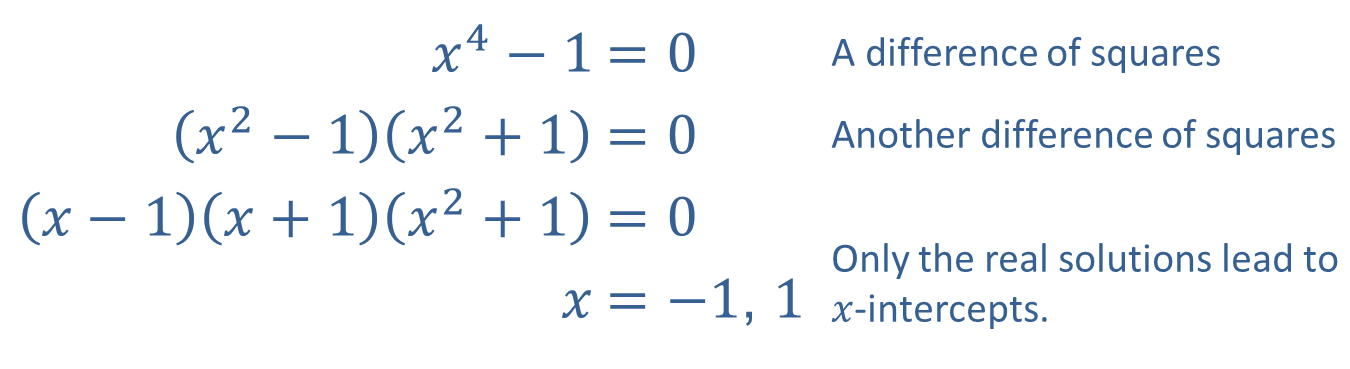 x⁴ − 1 = 0 A difference of squares
(x² − 1)(x² + 1) = 0 Another difference of squares
(x − 1)(x + 1)(x² + 1) = 0
x = −1, 1 Only the real solutions lead to
x-intercepts.